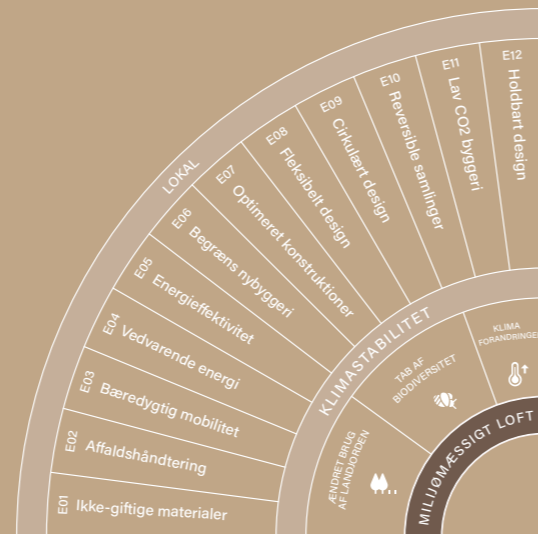 LOKAL
E01
Ikke-giftige materialer
E02
Affaldshåndtering
E03
Bæredygtig mobilitet
E04
Vedvarende energi
E05
Energieffektivitet
E06
Begræns nybyggeri
E07
Optimeret konstruktioner
E08
Fleksibelt design
E09
Cirkulært design
E10
Reversible samlinger
E11
Lav CO2 byggeri
E12
Holdbart design
KLIMASTABILITET
ÆNDRET BRUG
AF LANDJORDEN
TAB AF
BIODIVERSITET
KLIMA
FORANDRINGE
MILIJØMÆSSIGT LOFT